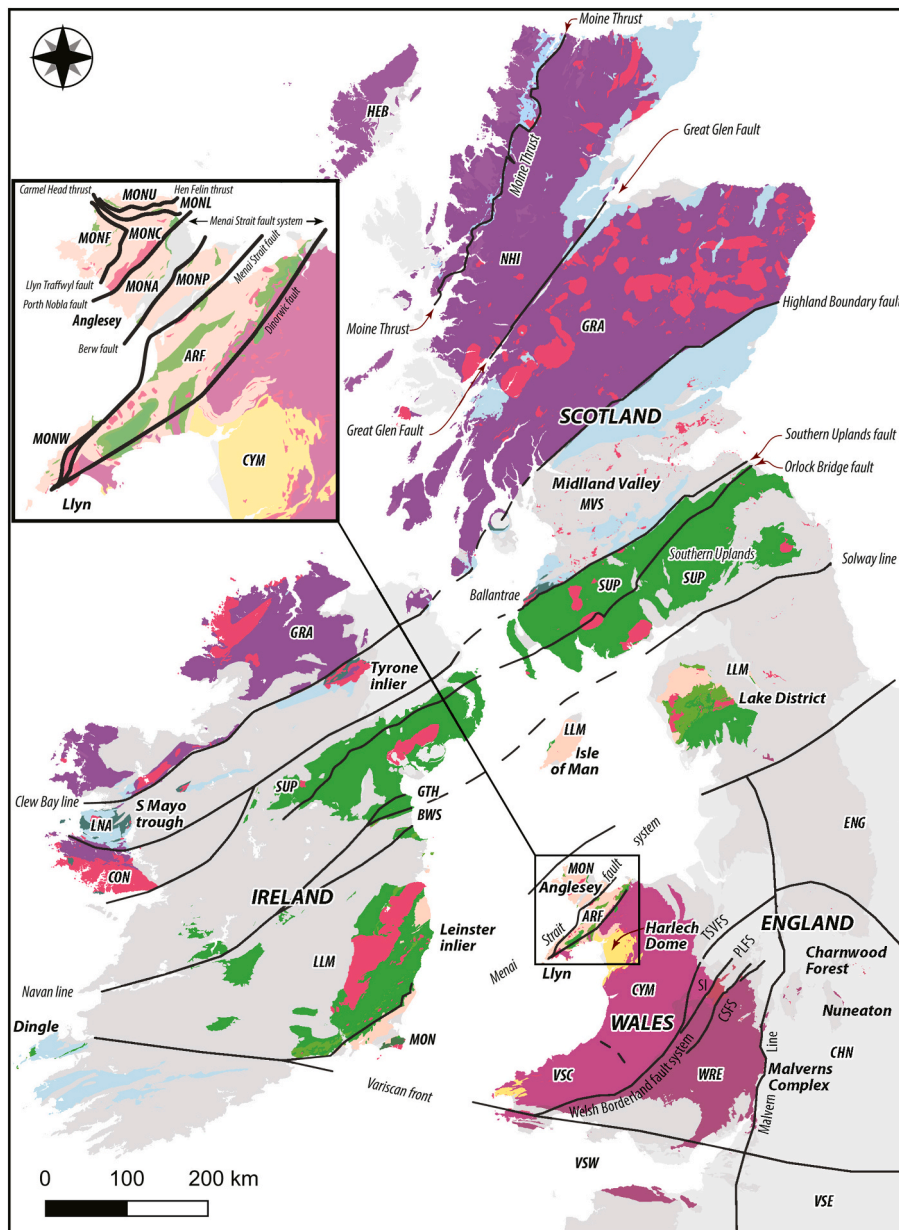 Moine Thrust
HEB
Great Glen Fault
Moine Thrust
Carmel Head thrust
MONU
Hen Felin thrust
MONL
Menai Strait fault system
MONF
MONC
Menai Strait fault
NHI
Llyn Traffwyl fault
MONA
MONP
Porth Nobla fault
Anglesey
Dinorwic fault
Highland Boundary fault
Moine Thrust
GRA
Berw fault
ARF
SCOTLAND
Great Glen Fault
Southern Uplands fault
MONW
CYM
Orlock Bridge fault
Midlland Valley
MVS
Llyn
Southern Uplands
SUP
SUP
Solway line
Ballantrae
GRA
Tyrone
inlier
LLM
Lake District
LLM
Isle
of Man
SUP
GTH
Clew Bay line
S Mayo
trough
BWS
LNA
ENG
CON
system
MON
Anglesey
fault
IRELAND
ARF
Strait
ENGLAND
TSVFS
Harlech
Dome
Leinster
inlier
PLFS
Charnwood
Forest
LLM
Menai
Llyn
SI
CYM
Navan line
CSFS
Nuneaton
WALES
Dingle
MON
Line
CHN
Malverns
Complex
VSC
WRE
Variscan front
Welsh Borderland fault system
Malvern
VSW
0 100 200 km
VSE